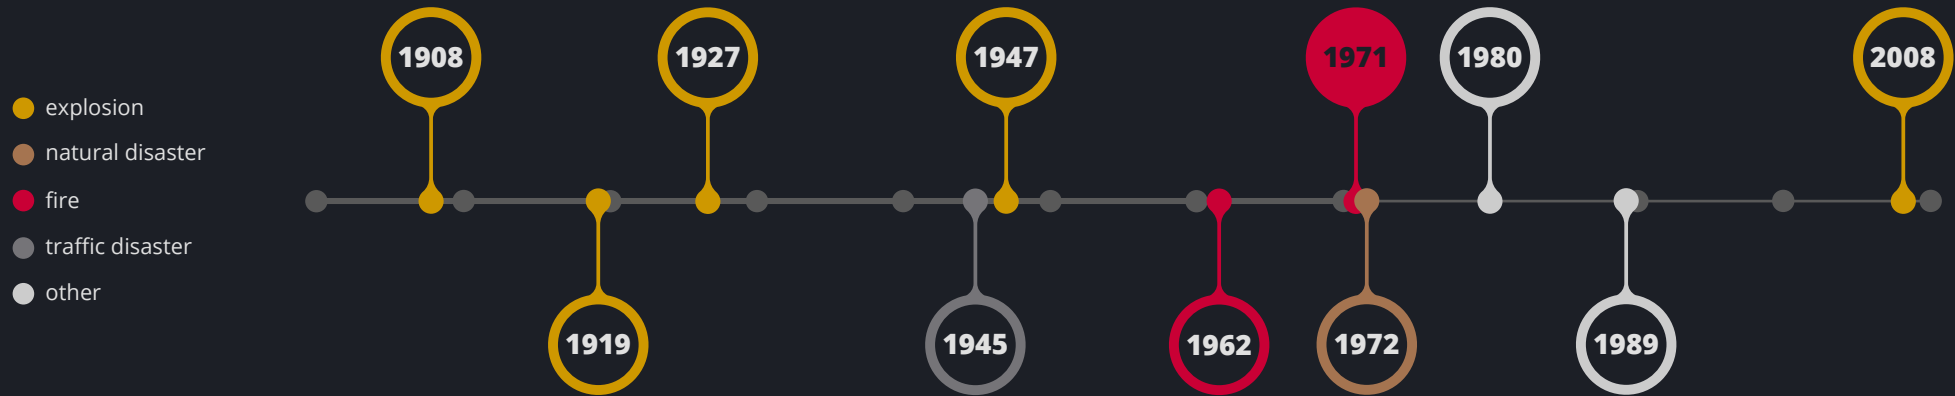 1908
1927
1947
1971
1980
2008
explosion
natural disaster
fire
traffic disaster
other
1919
1945
1962
1972
1989